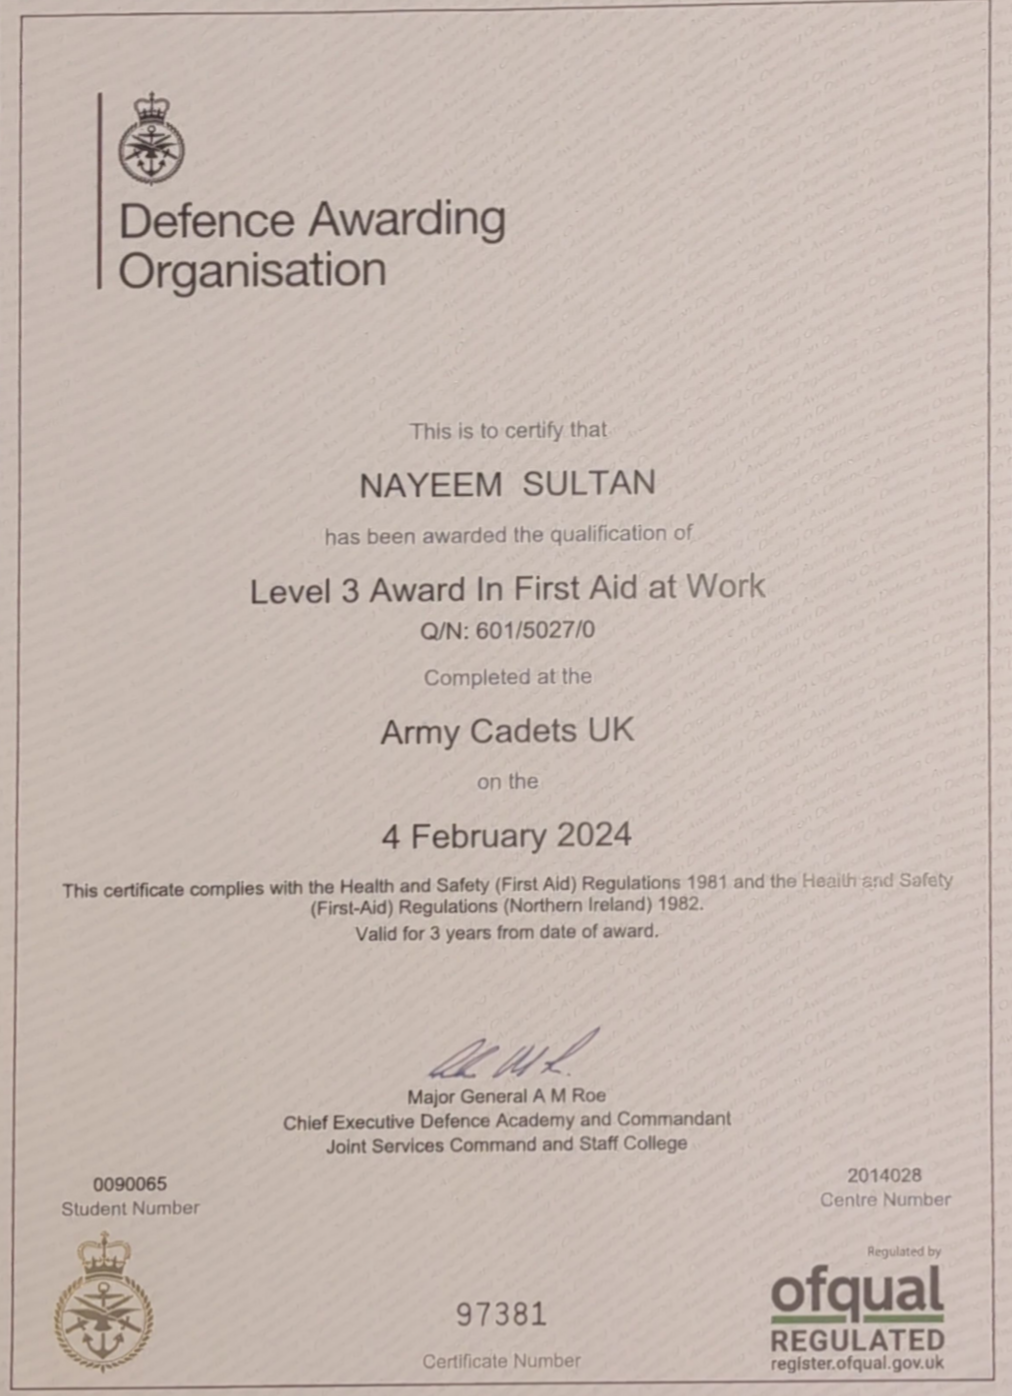 Defence Awarding
Organisation
This is to certify that
NAYEEM SULTAN
has been awarded the qualification of
Level 3 Award In First Aid at Work
Q/N: 601/5027/0
Completed at the
Army Cadets UK
on the
4 February 2024
This certificate complies with the Health and Safety (First Aid) Regulations 1981 and the Health and Safety
(First-Aid) Regulations (Northern Ireland) 1982.
Valid for 3 years from date of award.
Major General A M Roe
Chief Executive Defence Academy and Commandant
Joint Services Command and Staff College
0090065
Student Number
2014028
Centre Number
97381
Certificate Number
Regulated by
ofqual
REGULATED
register.ofqual.gov.uk